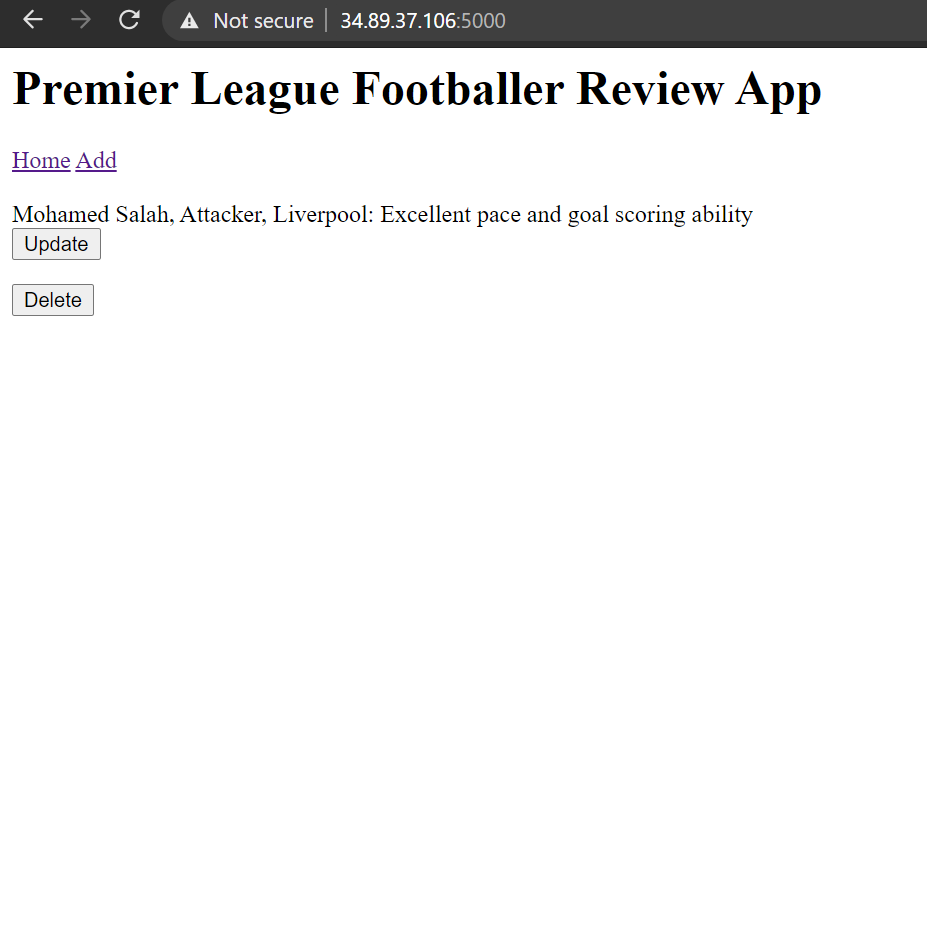 Not secure | 34.89.37.106:5000
Premier League Footballer Review App
Home Add
Mohamed Salah, Attacker, Liverpool: Excellent pace and goal scoring ability
Update
Delete